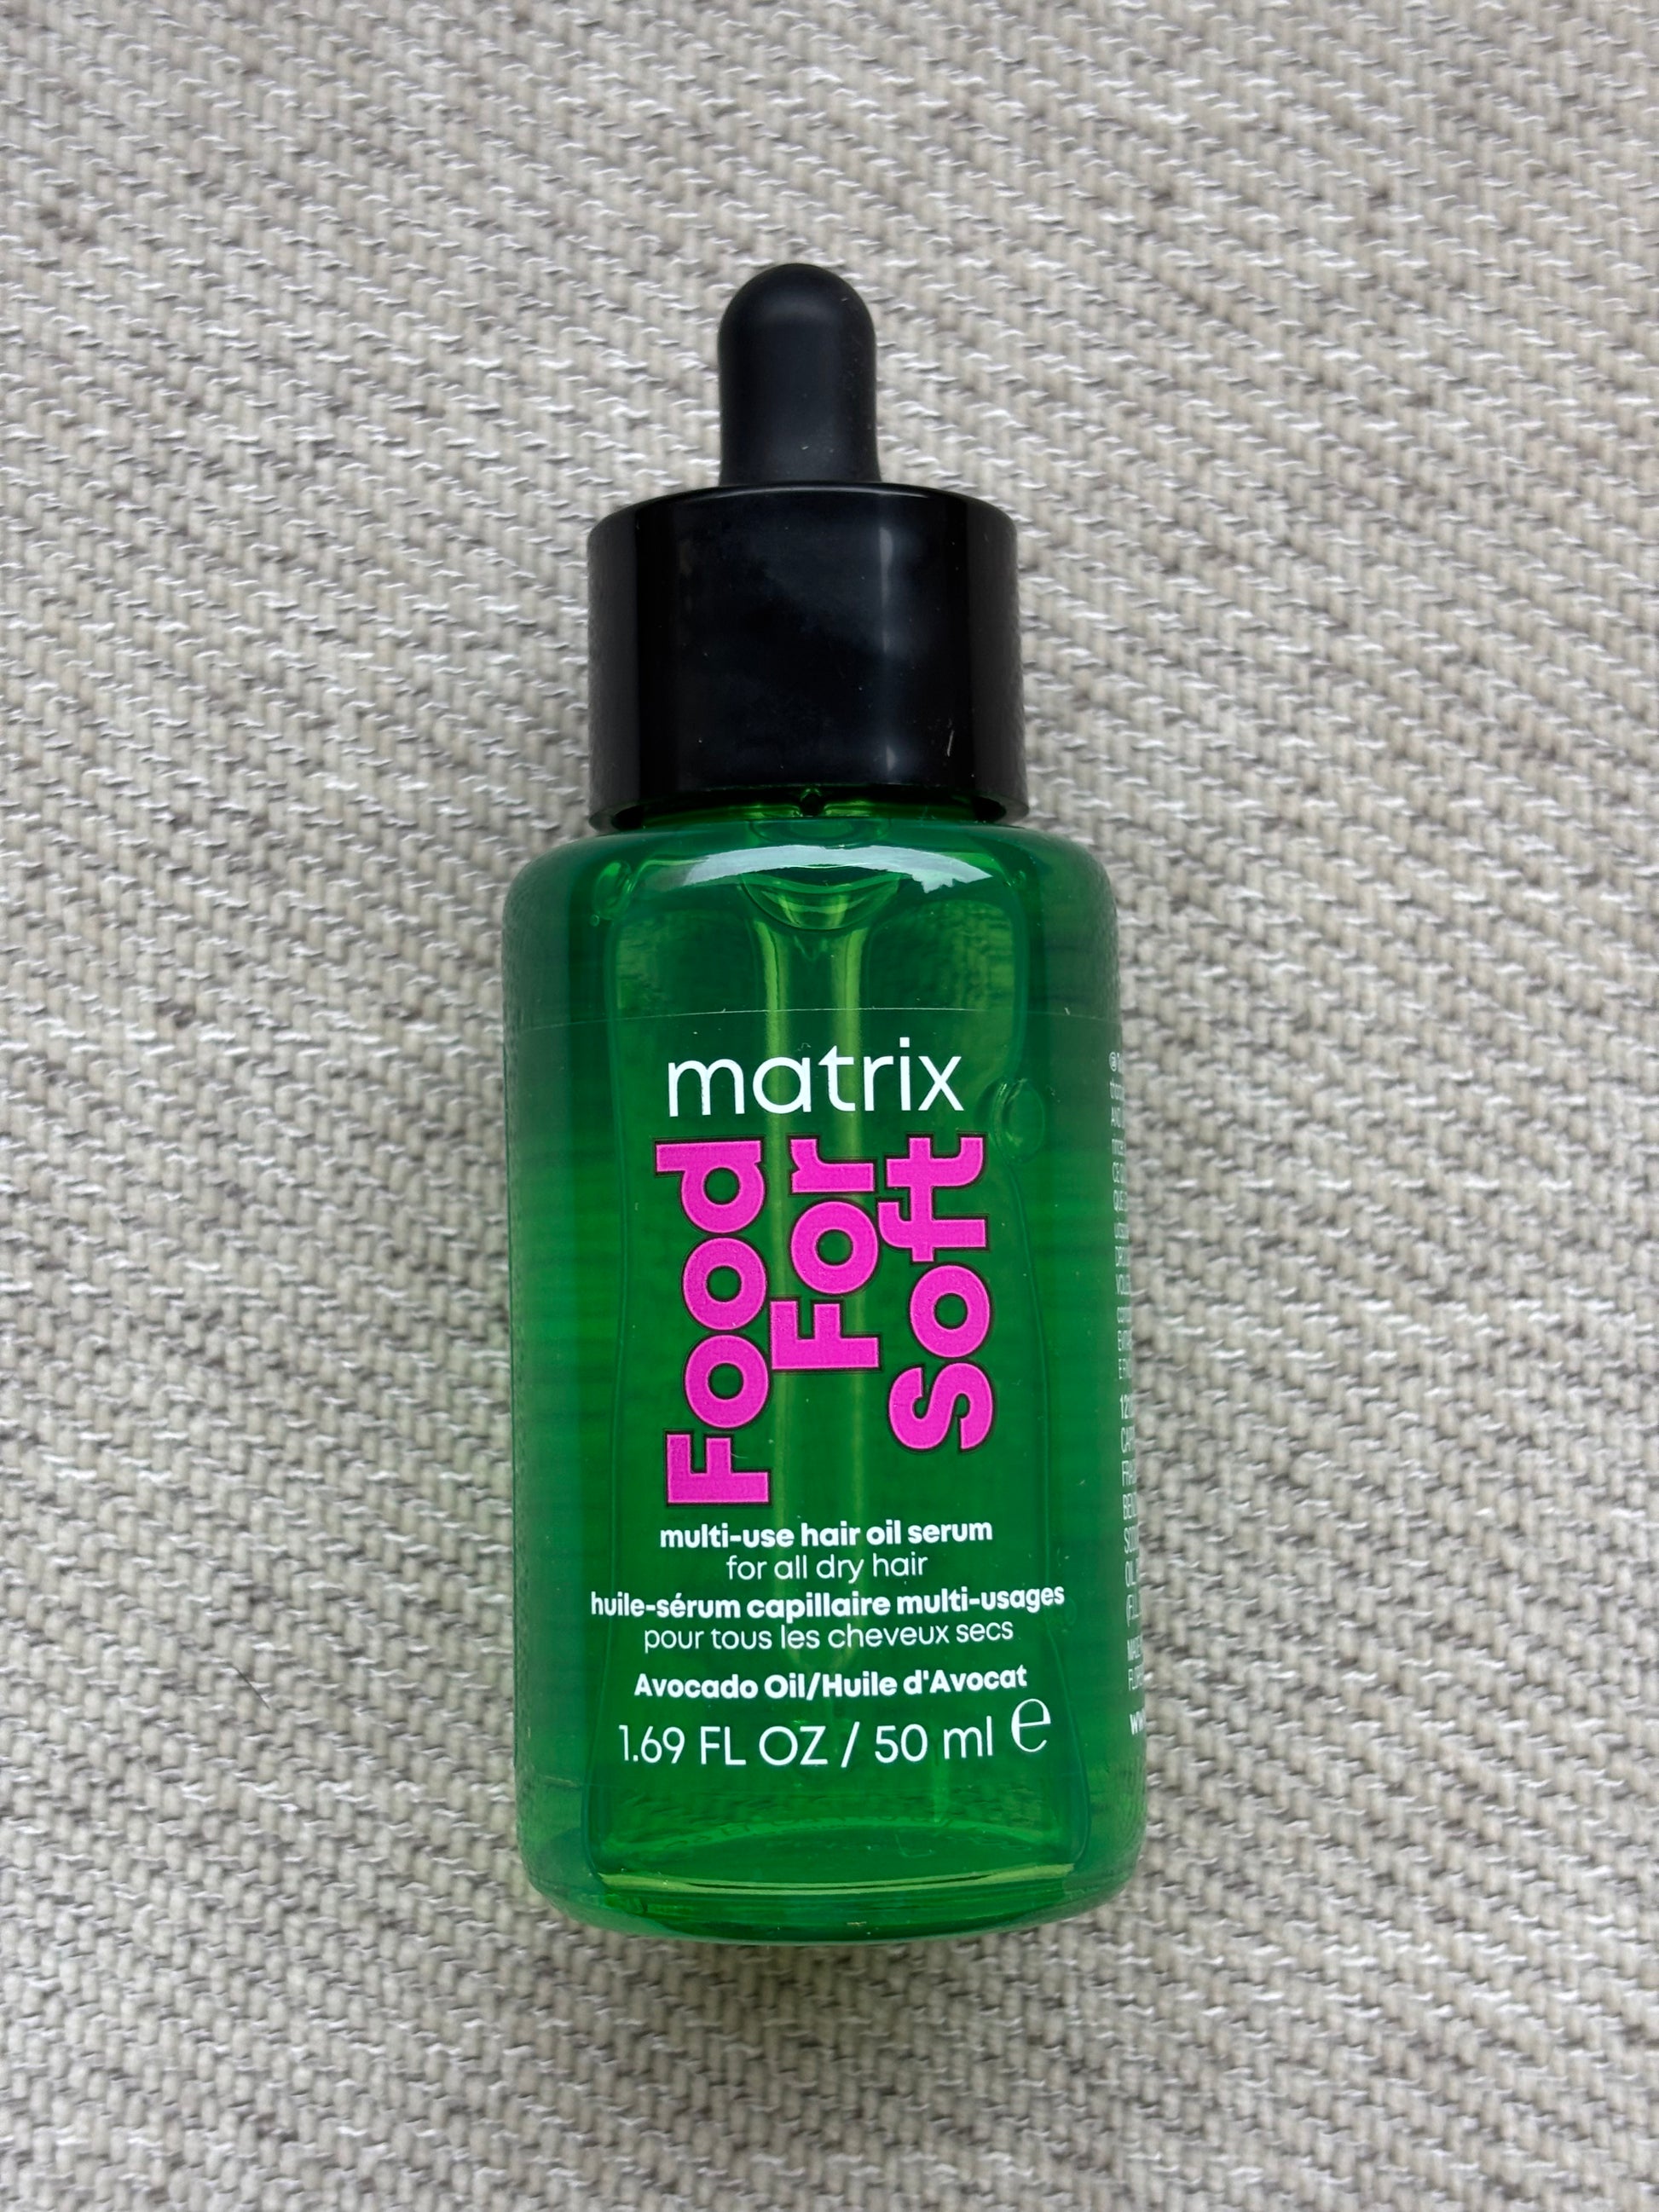 matrix
Food
For
Soft
multi-use hair oil serum
for all dry hair
huile-sérum capillaire multi-usages
pour tous les cheveux secs
Avocado Oil/Huile d'Avocat
1.69 FL OZ / 50 ml e